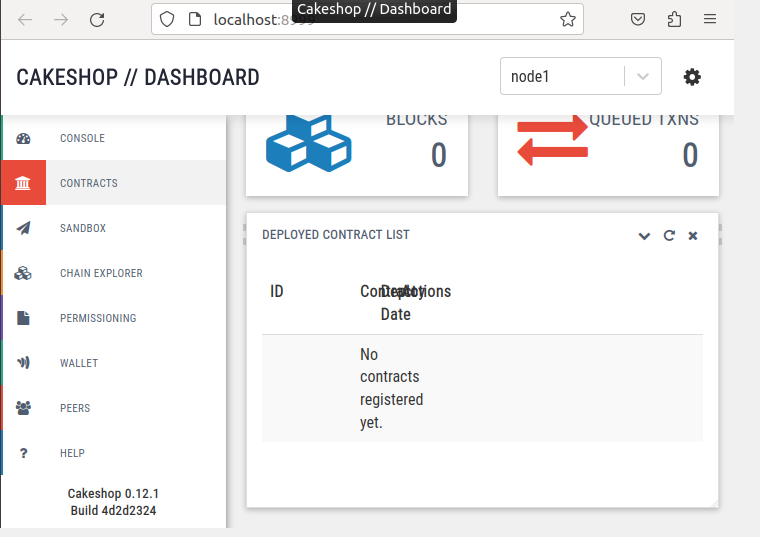 Cakeshop // Dashboard
localhost:8999
CAKESHOP // DASHBOARD
node1
CONSOLE
CONTRACTS
SANDBOX
CHAIN EXPLORER
PERMISSIONING
WALLET
PEERS
? HELP
Cakeshop 0.12.1
Build 4d2d2324
BLOCKS
0
QUEUED TXNS
0
DEPLOYED CONTRACT LIST
ID
Contract
Deploy
Date
Actions
No
contracts
registered
yet.